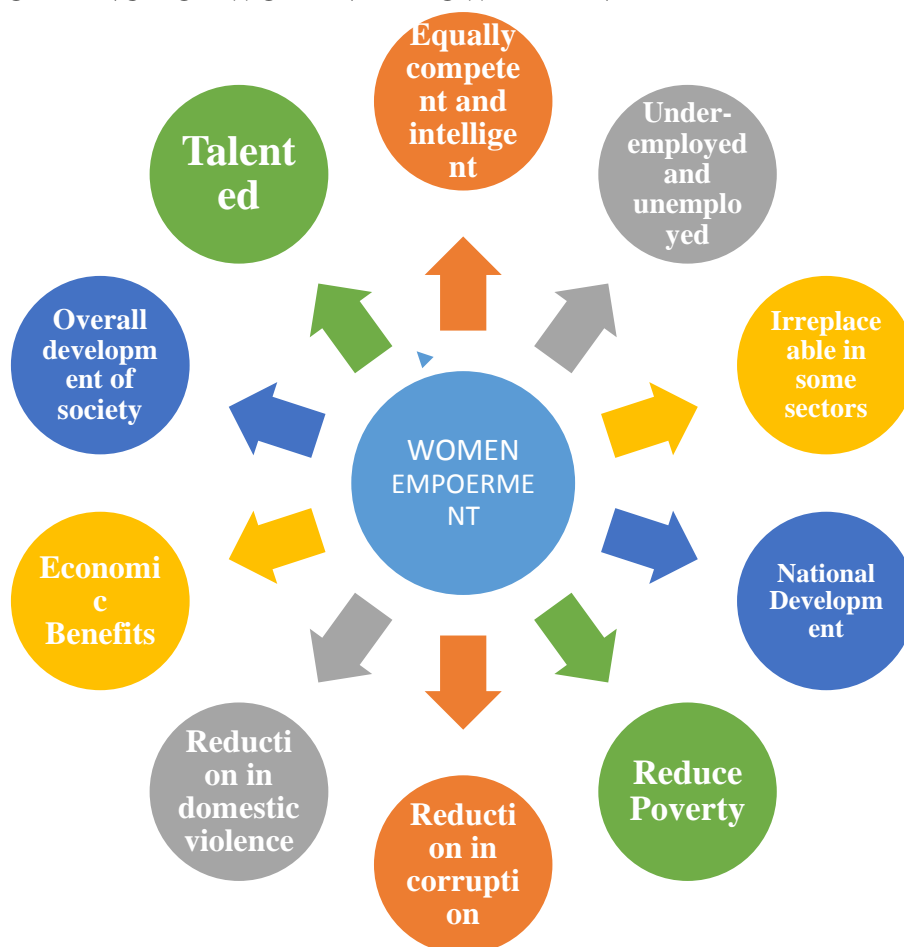 Equally
compete
nt and
intellige
nt
Under-
employed
and
unemplo
yed
Irreplace
able in
some
sectors
National
Developm
ent
Reduce
Poverty
Reducti
on in
corrupti
on
Reducti
on in
domestic
violence
Economi
c
Benefits
Overall
developm
ent of
society
Talent
ed
WOMEN
EMPOERME
NT